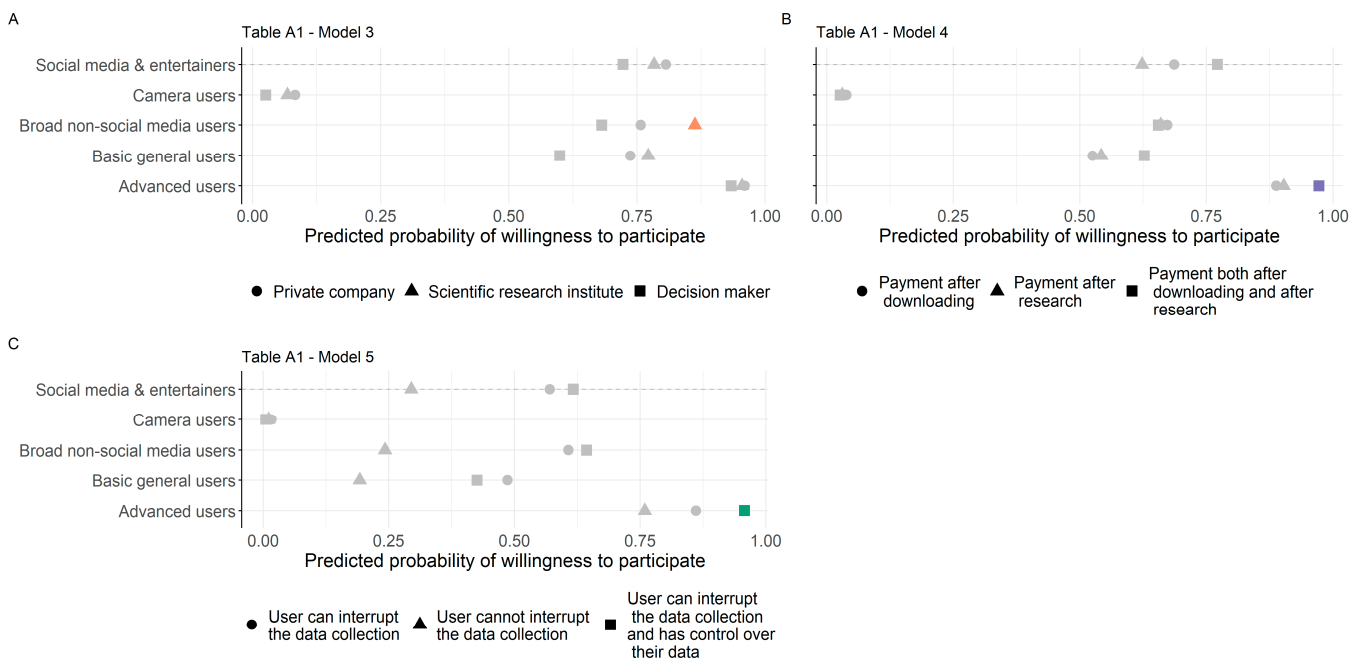 A
Table A1 - Model 3
Social media & entertainers
Camera users
Broad non-social media users
Basic general users
Advanced users
0.00 0.25 0.50 0.75 1.00
Predicted probability of willingness to participate
Private company Scientific research institute Decision maker
B
Table A1 - Model 4
0.00 0.25 0.50 0.75 1.00
Predicted probability of willingness to participate
Payment after
downloading
Payment after
research
Payment both after
downloading and after
research
C
Table A1 - Model 5
Social media & entertainers
Camera users
Broad non-social media users
Basic general users
Advanced users
0.00 0.25 0.50 0.75 1.00
Predicted probability of willingness to participate
User can interrupt
the data collection
User cannot interrupt
the data collection
User can interrupt
the data collection
and has control over
their data